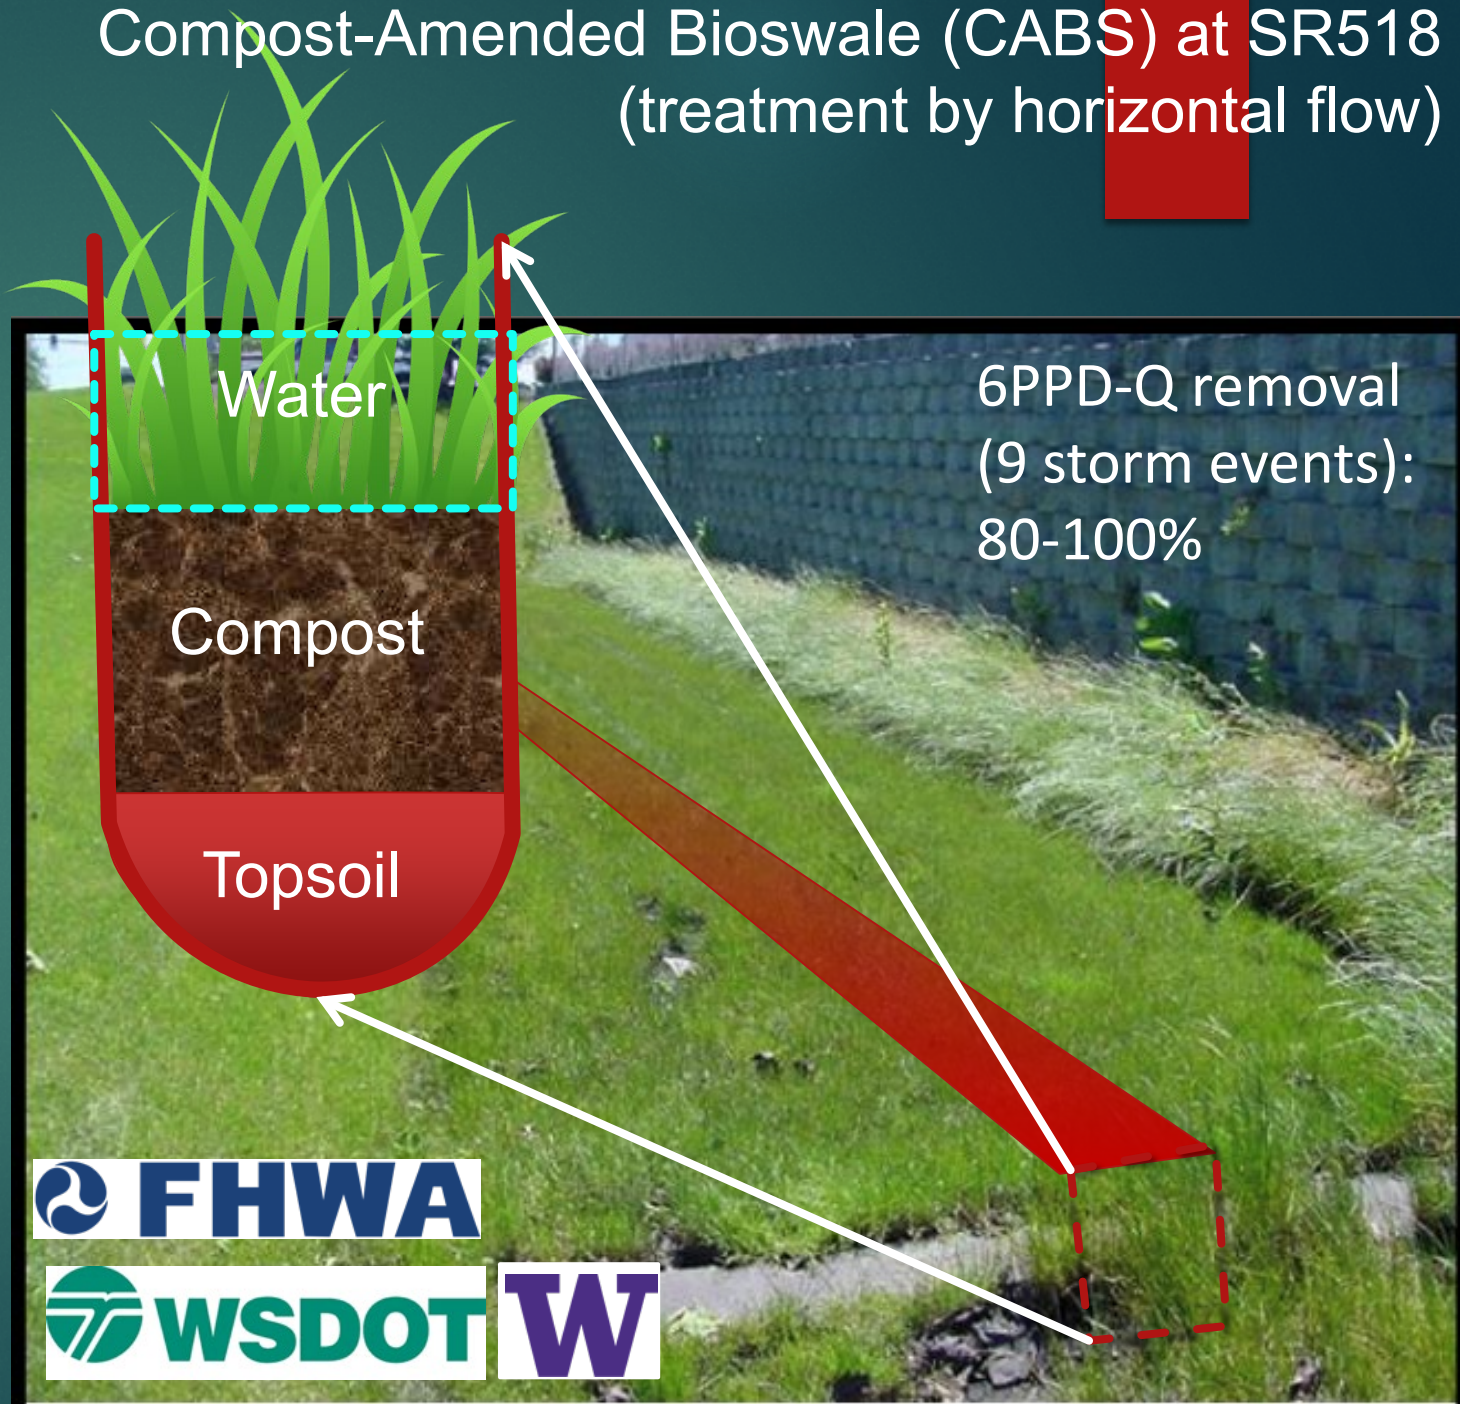 Compost-Amended Bioswale (CABS) at SR518
(treatment by horizontal flow)
Water
6PPD-Q removal
(9 storm events):
80-100%
Compost
Topsoil
FHWA
WSDOT
W